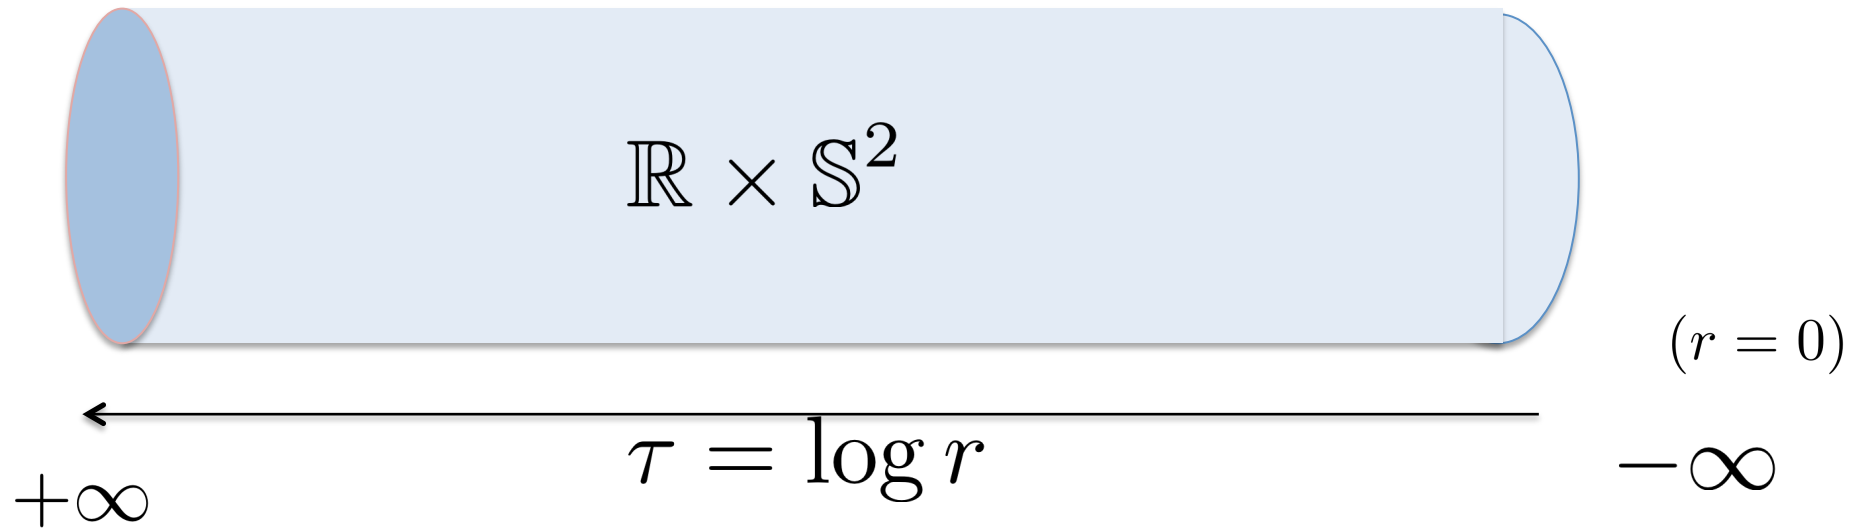 ℝ × 𝕊²
(r = 0)
τ = log r
−∞
+∞